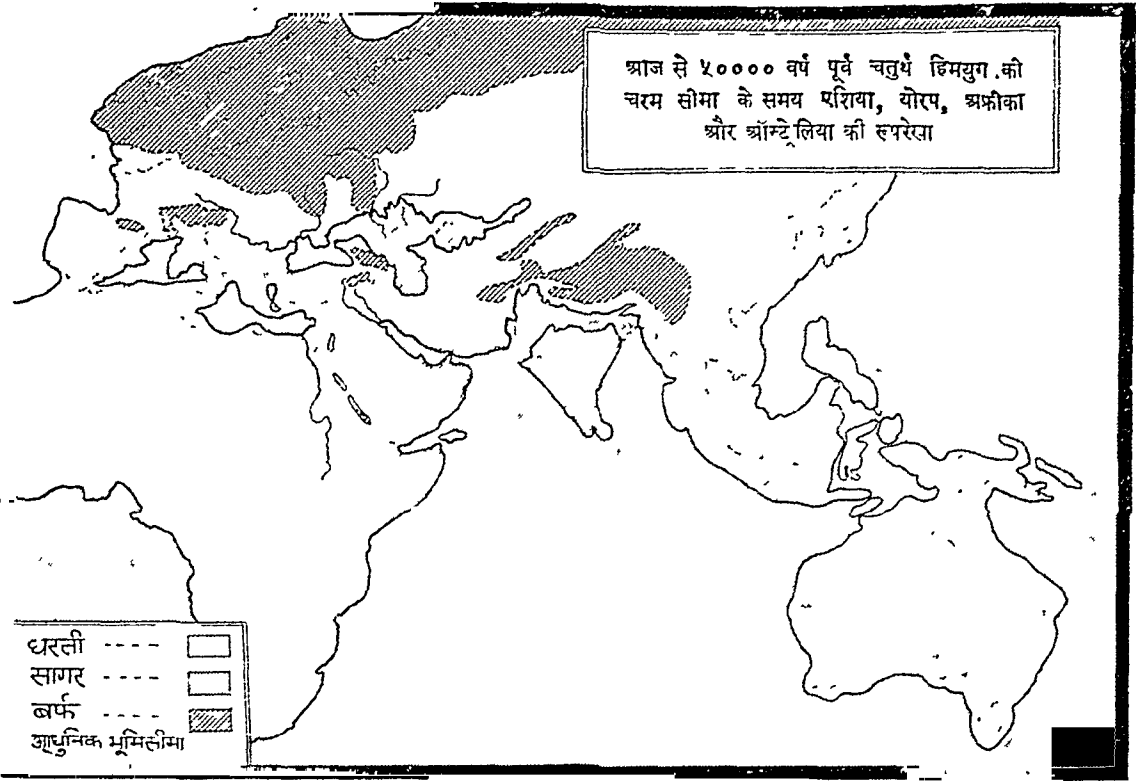 आज से ५०००० वर्ष पूर्व चतुर्थ हिमयुग की
चरम सीमा के समय एशिया, योरप, अफ्रीका
और ऑस्ट्रेलिया की रूपरेखा
धरती ----
सागर ----
बर्फ ----
आधुनिक भूमिसीमा